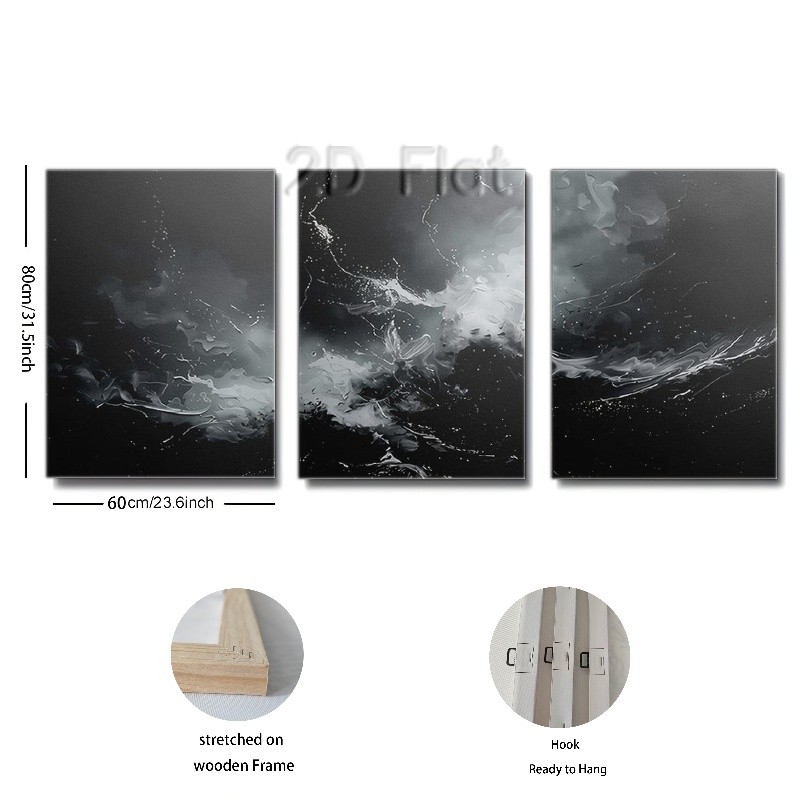 2D Flat
80cm/31.5inch
60cm/23.6inch
stretched on
wooden Frame
Hook
Ready to Hang